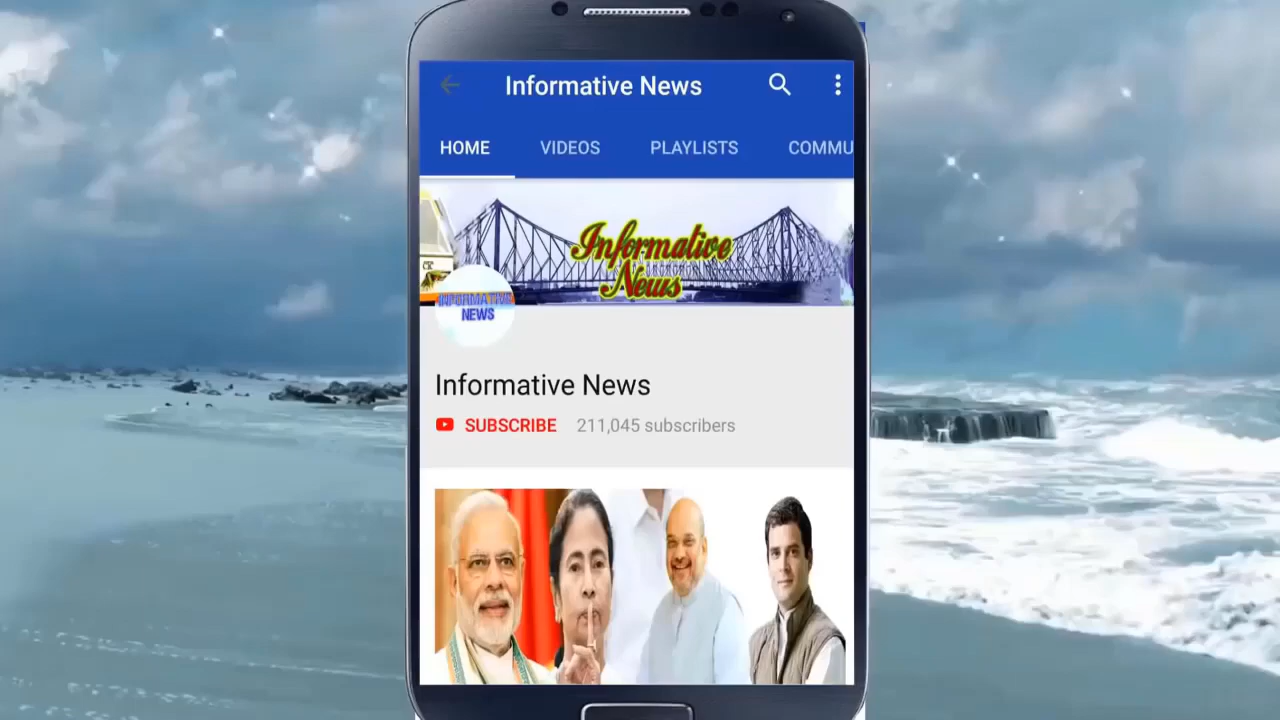 Informative News
HOME VIDEOS PLAYLISTS COMMU
Informative
News
INFORMATIVE
NEWS
Informative News
SUBSCRIBE 211,045 subscribers